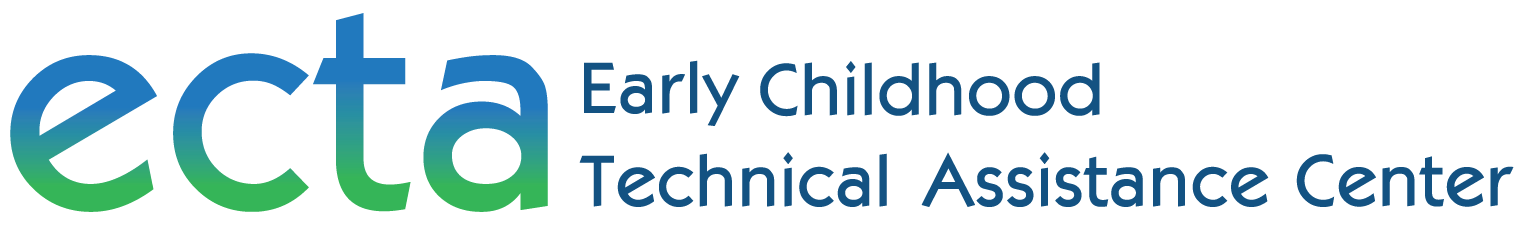 ecta
Early Childhood
Technical Assistance Center